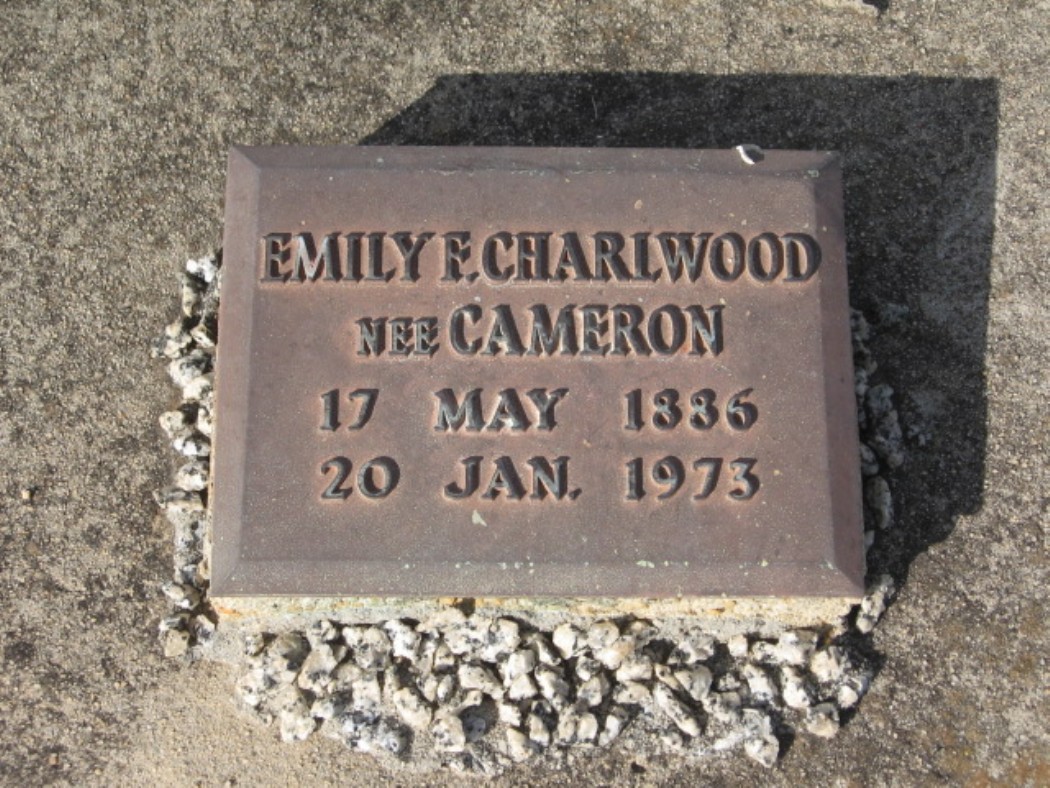 EMILY F. CHARLWOOD
NEE CAMERON
17 MAY 1886
20 JAN. 1973